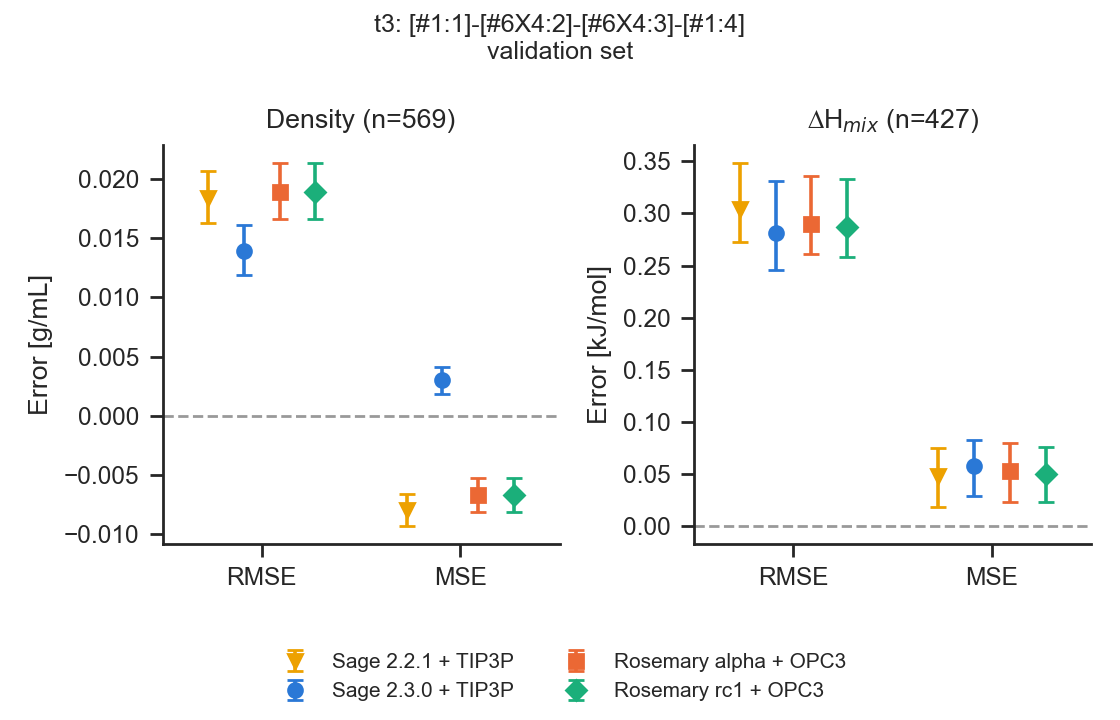 t3: [#1:1]-[#6X4:2]-[#6X4:3]-[#1:4]
validation set
Density (n=569)
Error [g/mL]
0.020
0.015
0.010
0.005
0.000
−0.005
−0.010
RMSE
MSE
ΔH_mix (n=427)
Error [kJ/mol]
0.35
0.30
0.25
0.20
0.15
0.10
0.05
0.00
RMSE
MSE
Sage 2.2.1 + TIP3P
Sage 2.3.0 + TIP3P
Rosemary alpha + OPC3
Rosemary rc1 + OPC3